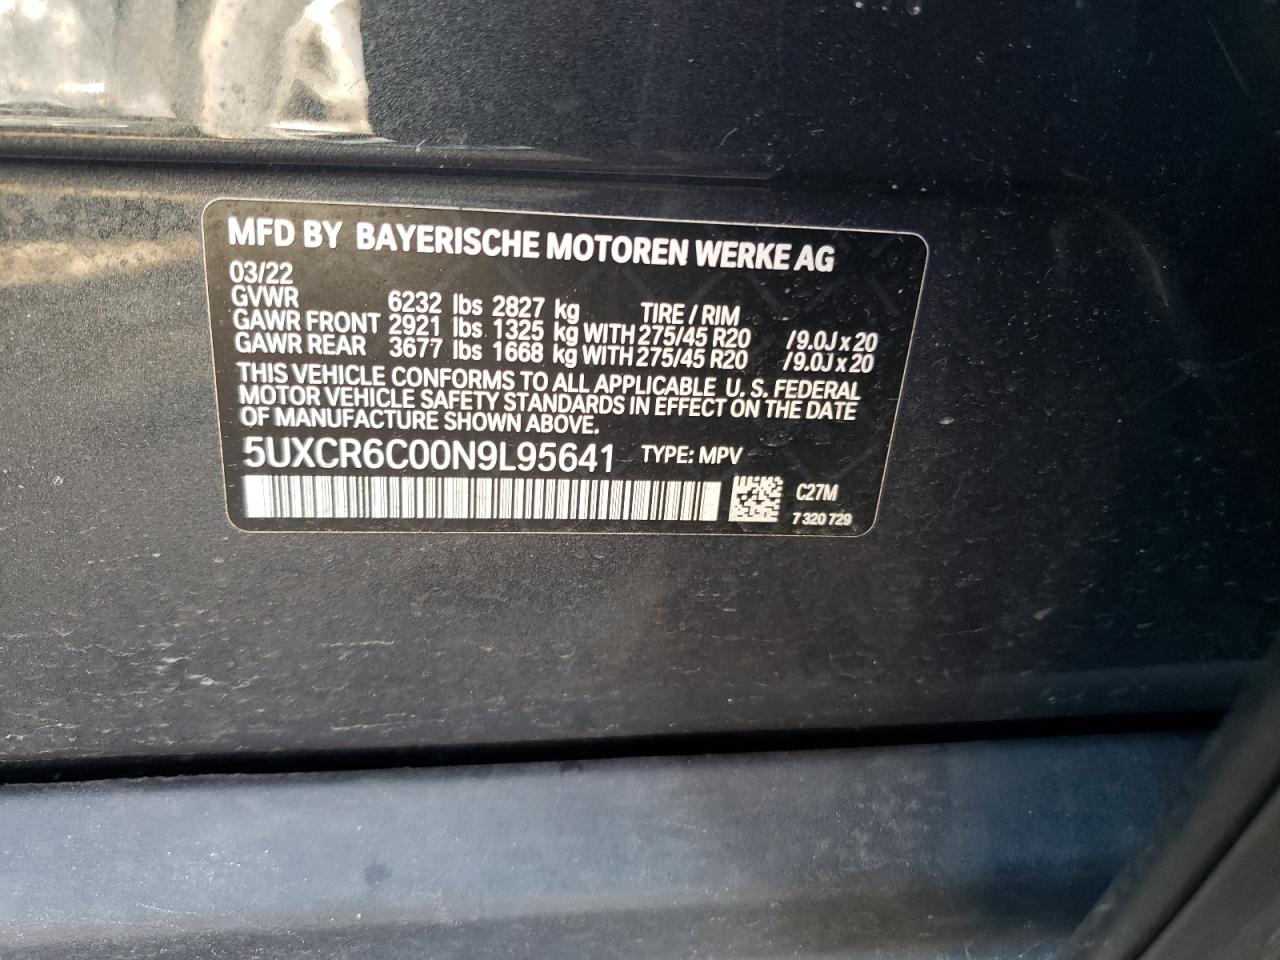 MFD BY BAYERISCHE MOTOREN WERKE AG
03/22
GVWR 6232 lbs 2827 kg TIRE / RIM
GAWR FRONT 2921 lbs 1325 kg WITH 275/45 R20 /9.0J x 20
GAWR REAR 3677 lbs 1668 kg WITH 275/45 R20 /9.0J x 20
THIS VEHICLE CONFORMS TO ALL APPLICABLE U. S. FEDERAL
MOTOR VEHICLE SAFETY STANDARDS IN EFFECT ON THE DATE
OF MANUFACTURE SHOWN ABOVE.
5UXCR6C00N9L95641 TYPE: MPV
C27M
7 320 729